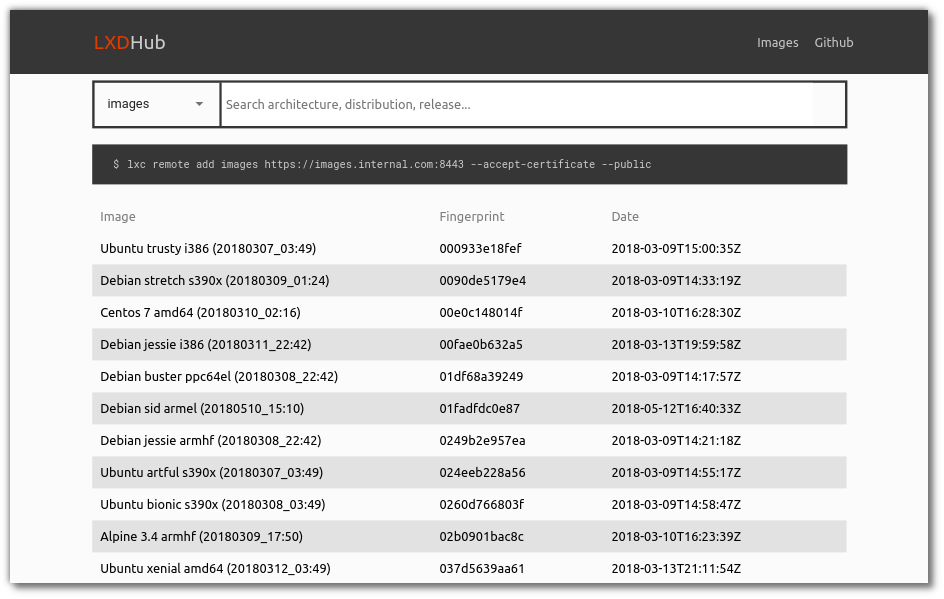 LXDHub Images Github
images Search architecture, distribution, release...
$ lxc remote add images https://images.internal.com:8443 --accept-certificate --public
Image Fingerprint Date
Ubuntu trusty i386 (20180307_03:49) 000933e18fef 2018-03-09T15:00:35Z
Debian stretch s390x (20180309_01:24) 0090de5179e4 2018-03-09T14:33:19Z
Centos 7 amd64 (20180310_02:16) 00e0c148014f 2018-03-10T16:28:30Z
Debian jessie i386 (20180311_22:42) 00fae0b632a5 2018-03-13T19:59:58Z
Debian buster ppc64el (20180308_22:42) 01df68a39249 2018-03-09T14:17:57Z
Debian sid armel (20180510_15:10) 01fadfdc0e87 2018-05-12T16:40:33Z
Debian jessie armhf (20180308_22:42) 0249b2e957ea 2018-03-09T14:21:18Z
Ubuntu artful s390x (20180307_03:49) 024eeb228a56 2018-03-09T14:55:17Z
Ubuntu bionic s390x (20180308_03:49) 0260d766803f 2018-03-09T14:58:47Z
Alpine 3.4 armhf (20180309_17:50) 02b0901bac8c 2018-03-10T16:23:39Z
Ubuntu xenial amd64 (20180312_03:49) 037d5639aa61 2018-03-13T21:11:54Z